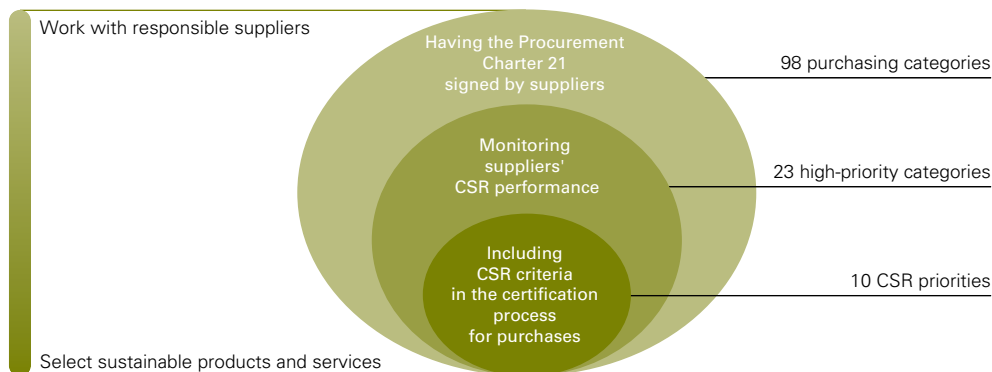 Work with responsible suppliers
Having the Procurement
Charter 21
signed by suppliers
98 purchasing categories
Monitoring
suppliers'
CSR performance
23 high-priority categories
Including
CSR criteria
in the certification
process
for purchases
10 CSR priorities
Select sustainable products and services